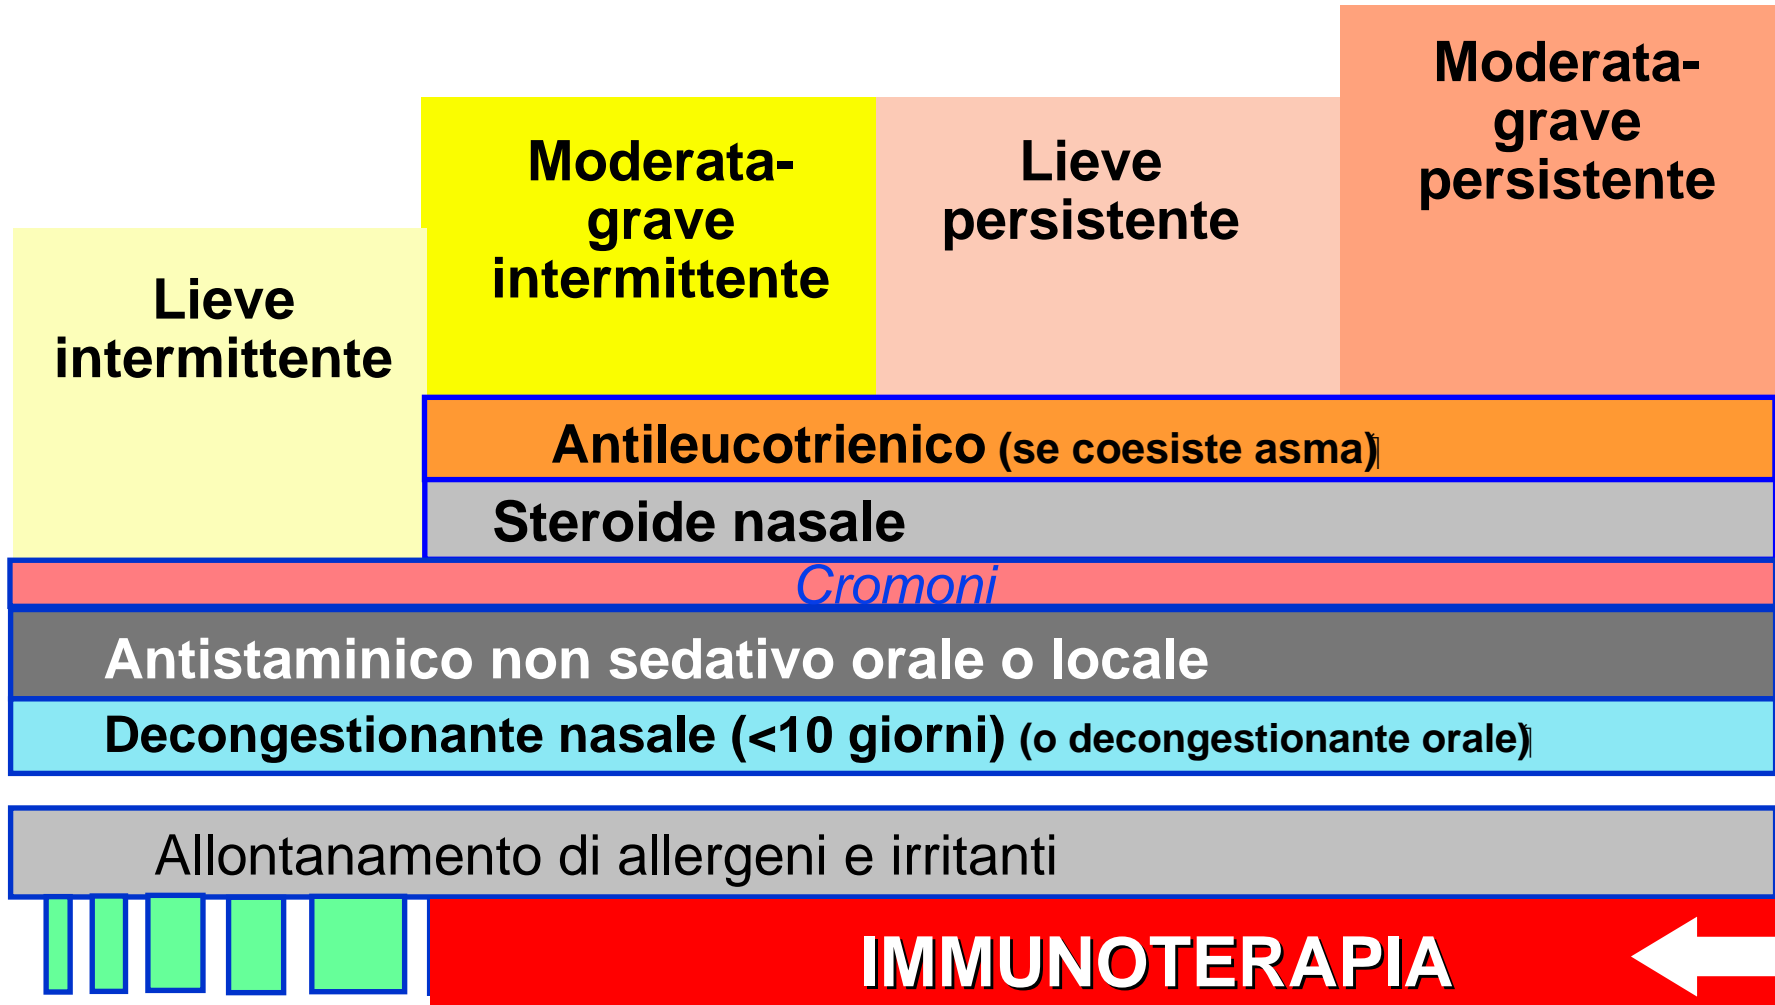 Moderata-
grave
persistente
Moderata-
grave
intermittente
Lieve
persistente
Lieve
intermittente
Antileucotrienico (se coesiste asma)
Steroide nasale
Cromoni
Antistaminico non sedativo orale o locale
Decongestionante nasale (<10 giorni) (o decongestionante orale)
Allontanamento di allergeni e irritanti
IMMUNOTERAPIA